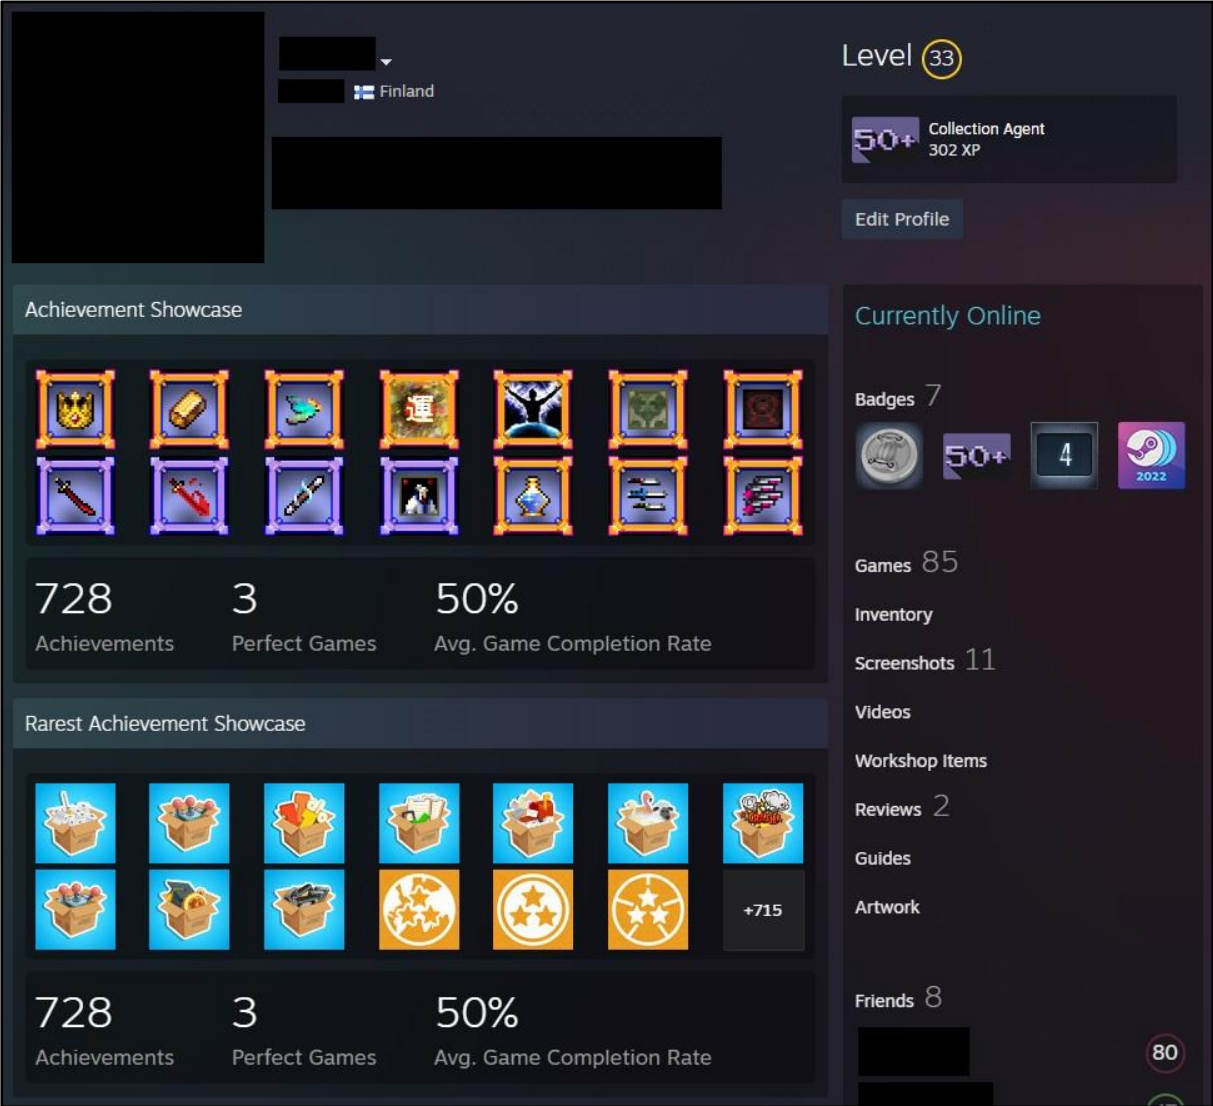 Finland
Level 33
50+
Collection Agent
302 XP
Edit Profile
Achievement Showcase
運
728
Achievements
3
Perfect Games
50%
Avg. Game Completion Rate
Rarest Achievement Showcase
+715
728
Achievements
3
Perfect Games
50%
Avg. Game Completion Rate
Currently Online
Badges 7
50+
4
2022
Games 85
Inventory
Screenshots 11
Videos
Workshop Items
Reviews 2
Guides
Artwork
Friends 8
80